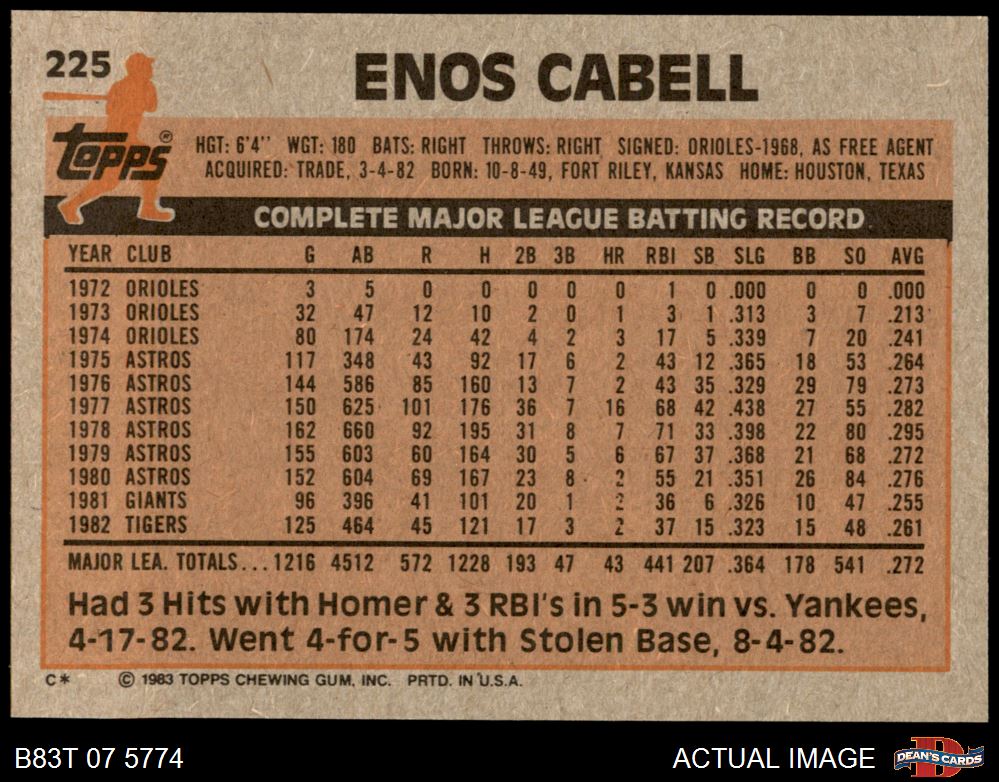 225
ENOS CABELL
Topps®
HGT: 6'4'' WGT: 180 BATS: RIGHT THROWS: RIGHT SIGNED: ORIOLES-1968, AS FREE AGENT
ACQUIRED: TRADE, 3-4-82 BORN: 10-8-49, FORT RILEY, KANSAS HOME: HOUSTON, TEXAS
COMPLETE MAJOR LEAGUE BATTING RECORD
YEAR CLUB G AB R H 2B 3B HR RBI SB SLG BB SO AVG
1972 ORIOLES 3 5 0 0 0 0 0 1 0 .000 0 0 .000
1973 ORIOLES 32 47 12 10 2 0 1 3 1 .313 3 7 .213
1974 ORIOLES 80 174 24 42 4 2 3 17 5 .339 7 20 .241
1975 ASTROS 117 348 43 92 17 6 2 43 12 .365 18 53 .264
1976 ASTROS 144 586 85 160 13 7 2 43 35 .329 29 79 .273
1977 ASTROS 150 625 101 176 36 7 16 68 42 .438 27 55 .282
1978 ASTROS 162 660 92 195 31 8 7 71 33 .398 22 80 .295
1979 ASTROS 155 603 60 164 30 5 6 67 37 .368 21 68 .272
1980 ASTROS 152 604 69 167 23 8 2 55 21 .351 26 84 .276
1981 GIANTS 96 396 41 101 20 1 2 36 6 .326 10 47 .255
1982 TIGERS 125 464 45 121 17 3 2 37 15 .323 15 48 .261
MAJOR LEA. TOTALS... 1216 4512 572 1228 193 47 43 441 207 .364 178 541 .272
Had 3 Hits with Homer & 3 RBI's in 5-3 win vs. Yankees,
4-17-82. Went 4-for-5 with Stolen Base, 8-4-82.
C* © 1983 TOPPS CHEWING GUM, INC. PRTD. IN U.S.A.
B83T 07 5774
ACTUAL IMAGE
DEAN'S CARDS